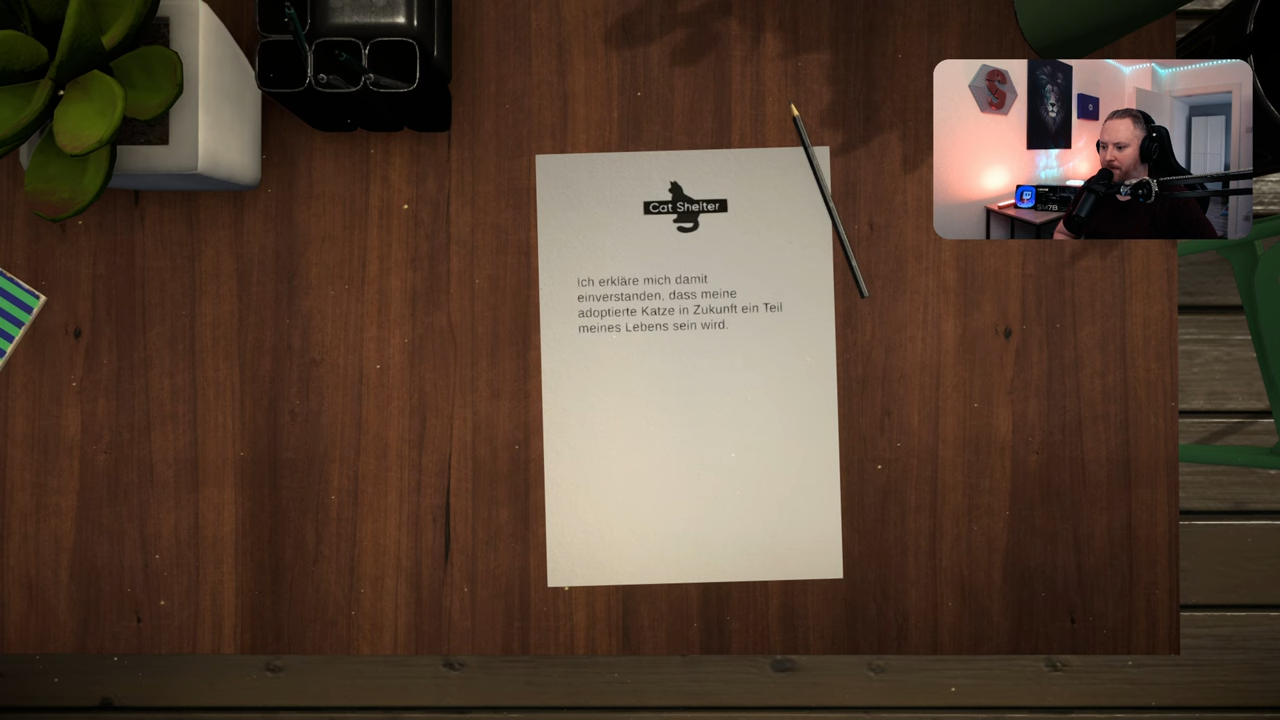 Cat Shelter
Ich erkläre mich damit
einverstanden, dass meine
adoptierte Katze in Zukunft ein Teil
meines Lebens sein wird.
SM7B